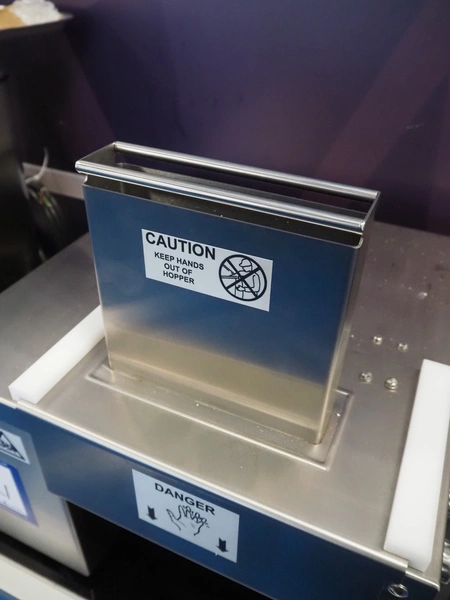 CAUTION
KEEP HANDS
OUT OF
HOPPER
DANGER